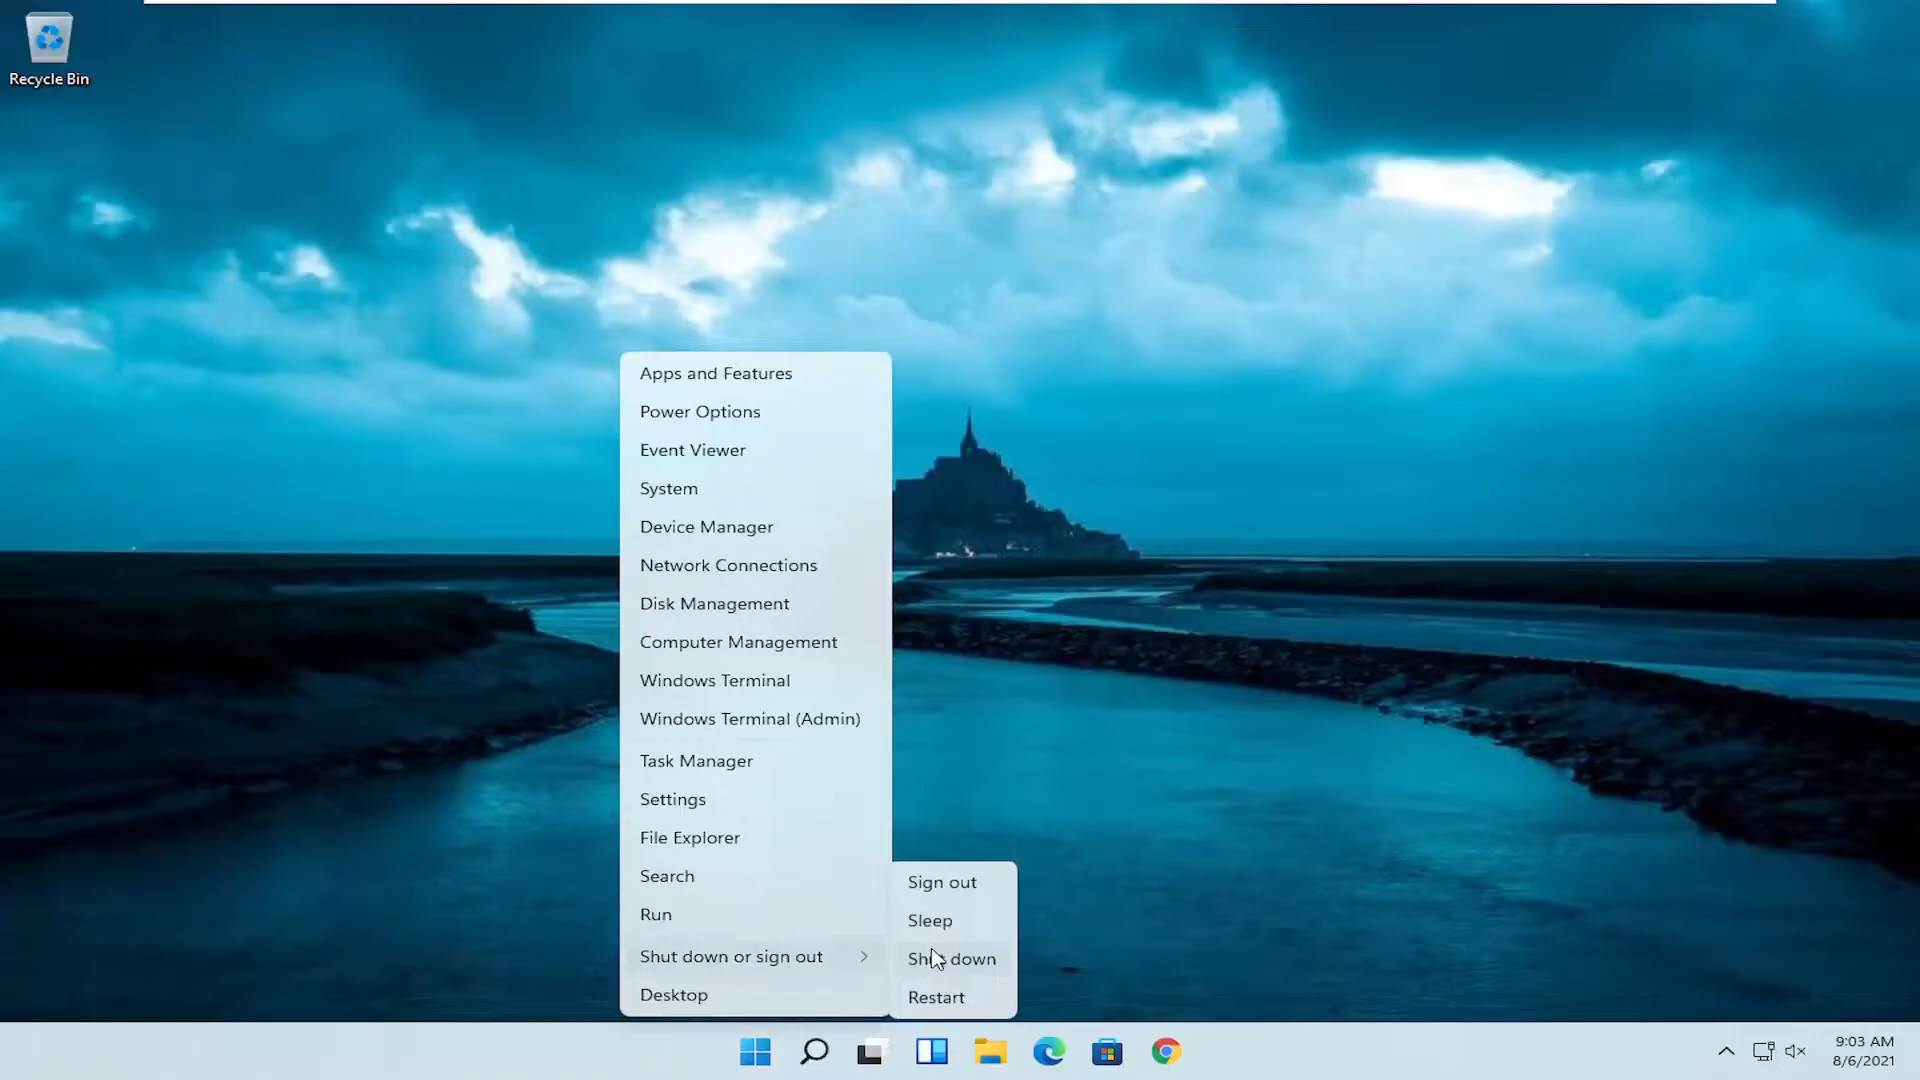 Recycle Bin
Apps and Features
Power Options
Event Viewer
System
Device Manager
Network Connections
Disk Management
Computer Management
Windows Terminal
Windows Terminal (Admin)
Task Manager
Settings
File Explorer
Search
Run
Shut down or sign out
Desktop
Sign out
Sleep
Shut down
Restart
9:03 AM
8/6/2021